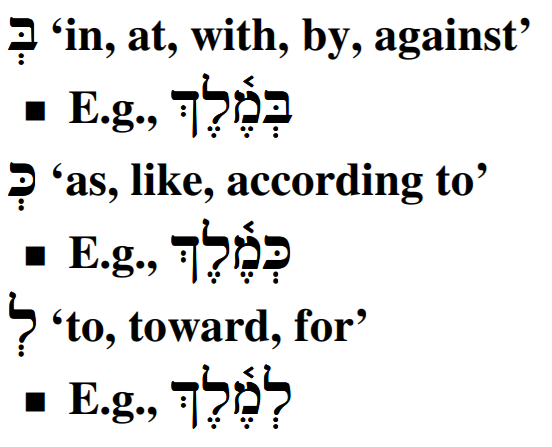 בְּ ‘in, at, with, by, against’
■ E.g., בְּמֶ֫לֶךְ
כְּ ‘as, like, according to’
■ E.g., כְּמֶ֫לֶךְ
לְ ‘to, toward, for’
■ E.g., לְמֶ֫לֶךְ